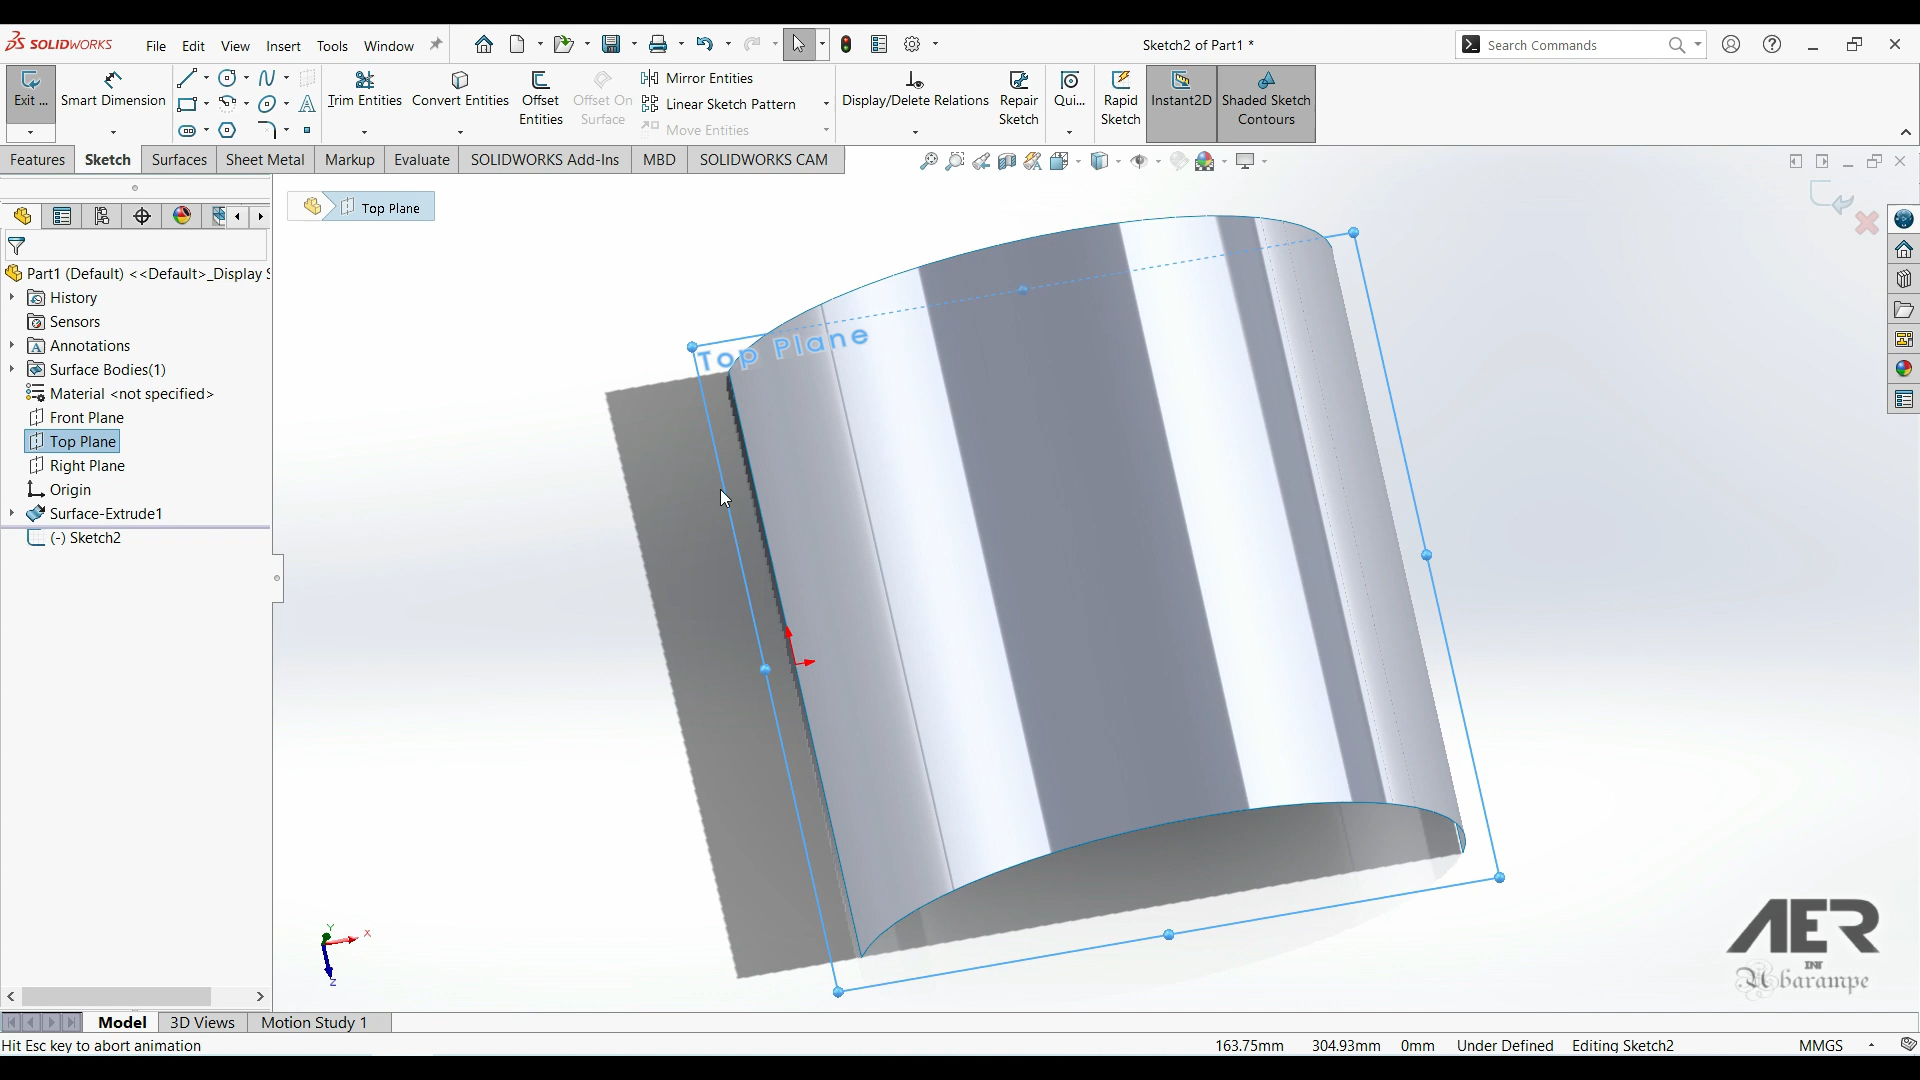 SOLIDWORKS File Edit View Insert Tools Window Sketch2 of Part1 * Search Commands
Exit ... Smart Dimension Trim Entities Convert Entities Offset Entities Offset On Surface Mirror Entities Linear Sketch Pattern Move Entities Display/Delete Relations Repair Sketch Qui... Rapid Sketch Instant2D Shaded Sketch Contours
Features Sketch Surfaces Sheet Metal Markup Evaluate SOLIDWORKS Add-Ins MBD SOLIDWORKS CAM
Top Plane
Part1 (Default) <<Default>_Display S
History
Sensors
Annotations
Surface Bodies(1)
Material <not specified>
Front Plane
Top Plane
Right Plane
Origin
Surface-Extrude1
(-) Sketch2
Top Plane
Y
X
Z
AER
INT
Abarampe
Model 3D Views Motion Study 1
Hit Esc key to abort animation 163.75mm 304.93mm 0mm Under Defined Editing Sketch2 MMGS